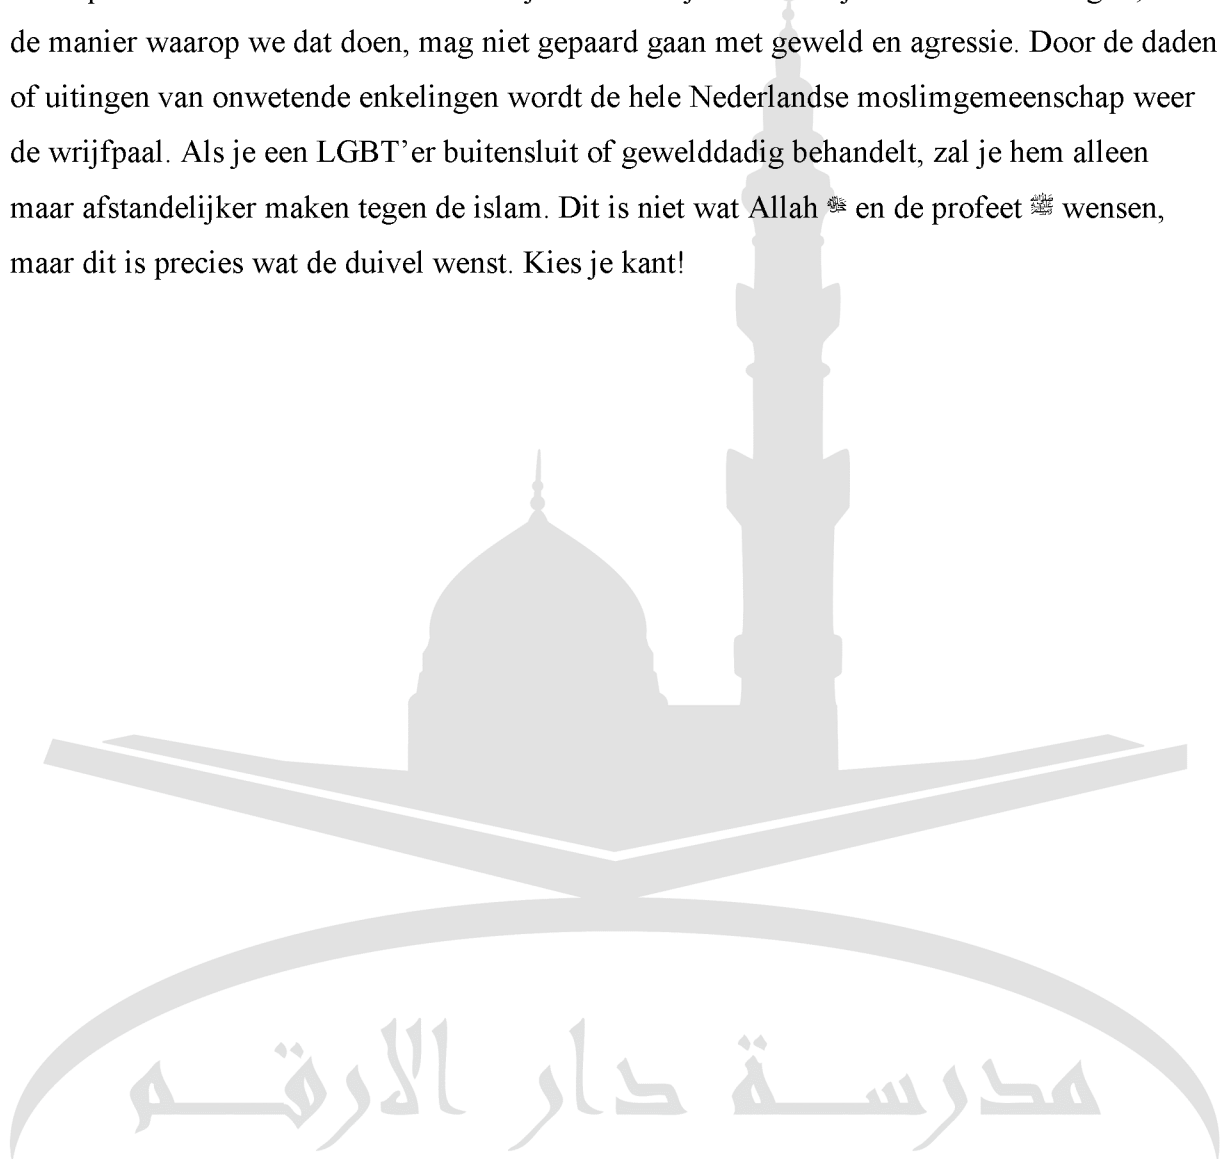 de manier waarop we dat doen, mag niet gepaard gaan met geweld en agressie. Door de daden
of uitingen van onwetende enkelingen wordt de hele Nederlandse moslimgemeenschap weer
de wrijfpaal. Als je een LGBT’er buitensluit of gewelddadig behandelt, zal je hem alleen
maar afstandelijker maken tegen de islam. Dit is niet wat Allah ﷻ en de profeet ﷺ wensen,
maar dit is precies wat de duivel wenst. Kies je kant!
مدرسة دار الارقم